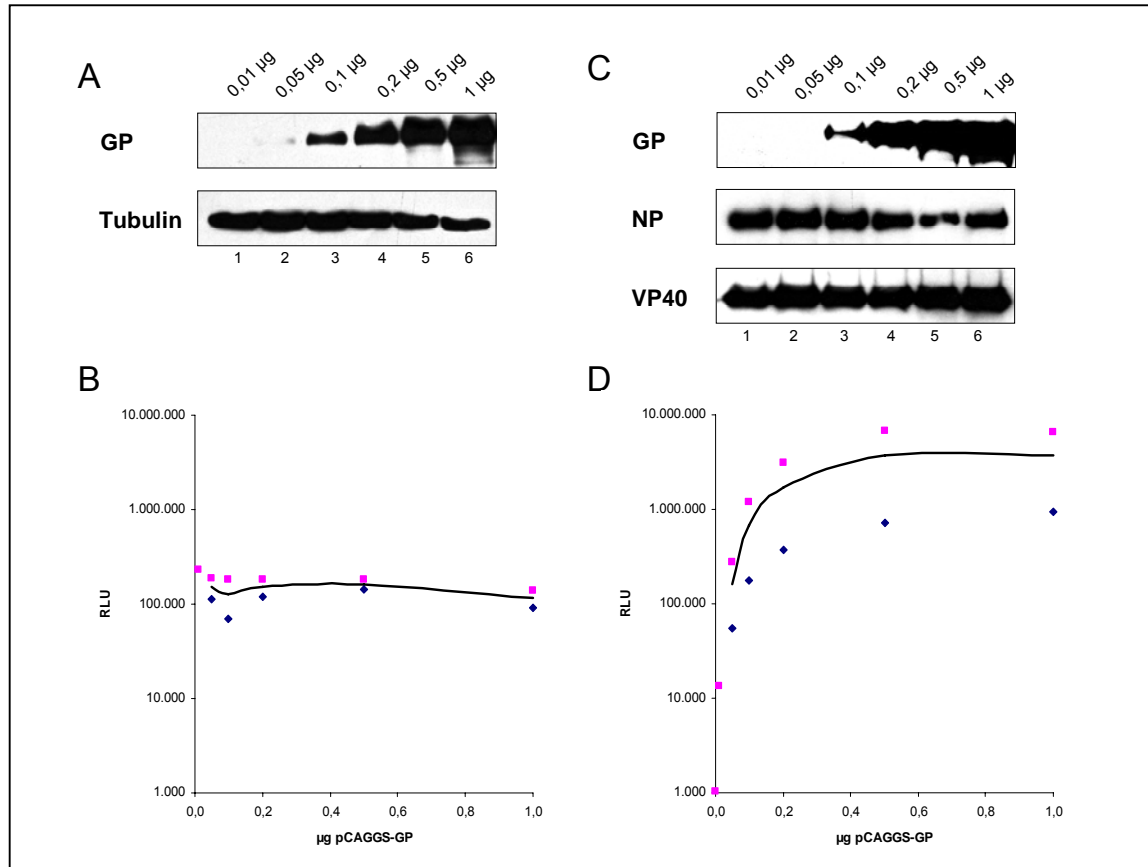 A
0,01 µg 0,05 µg 0,1 µg 0,2 µg 0,5 µg 1 µg
GP
Tubulin
1 2 3 4 5 6
C
0,01 µg 0,05 µg 0,1 µg 0,2 µg 0,5 µg 1 µg
GP
NP
VP40
1 2 3 4 5 6
B
10.000.000
1.000.000
100.000
10.000
1.000
RLU
0,0 0,2 0,4 0,6 0,8 1,0
µg pCAGGS-GP
D
10.000.000
1.000.000
100.000
10.000
1.000
RLU
0,0 0,2 0,4 0,6 0,8 1,0
µg pCAGGS-GP